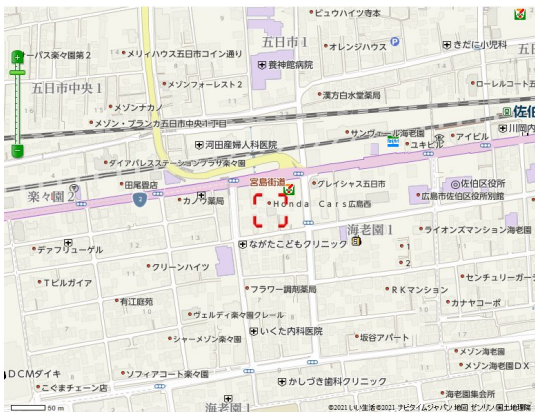 ピュウハイツ寺本
オーパス楽々園第2
メリィハウス五日市コイン通り
五日市1
オレンジハウス
P
きだに小児科
養神館病院
五日市中央1
メゾンフォーレスト2
ローレルコート五
漢方白水堂薬局
メゾンナカノ
メゾン・ブランカ五日市中央1丁目
佐伯
川岡内
サンヴェール海老園
アイビル
ユキビル
河田産婦人科医院
ダイアパレスステーションプラザ楽々園
宮島街道
グレイシャス五日市
佐伯区役所
田尾畳店
楽々園2
2
カノウ薬局
Honda Cars広島西
広島市佐伯区役所別館
海老園1
ライオンズマンション海老園
ながたこどもクリニック
デァフリューゲル
1
2
クリーンハイツ
Tビルガイア
フラワー調剤薬局
RKマンション
センチュリーガー
カナヤコーポ
有江庭苑
ヴェルディ楽々園クレール
いくた内科医院
シャーメゾン楽々園
坂谷アパート
メゾン海老園
DCMダイキ
ソフィアコート楽々園
メゾン海老園DX
かしづき歯科クリニック
こぐまチェーン店
海老園1
海老園集会所
50 m
©2021 いい生活©2021 ナビタイムジャパン 地図 ゼンリン/国土地理院